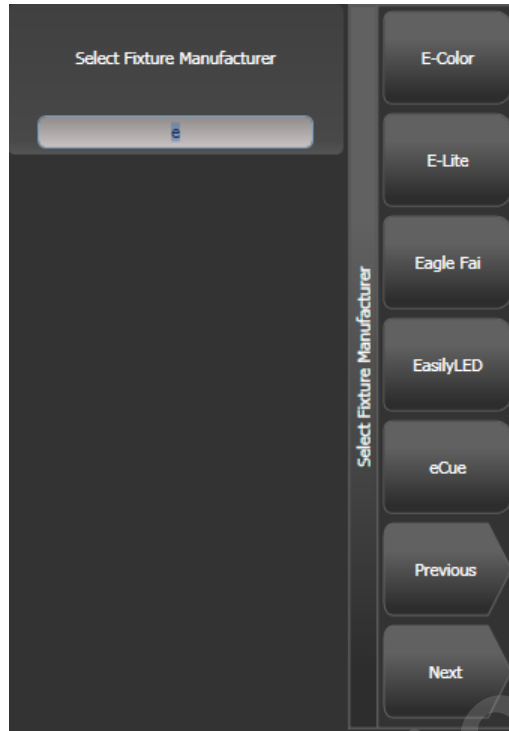 Select Fixture Manufacturer
e
Select Fixture Manufacturer
E-Color
E-Lite
Eagle Fai
EasilyLED
eCue
Previous
Next